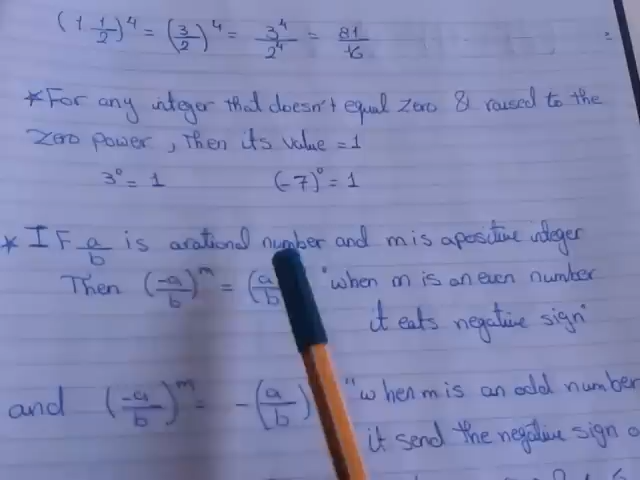 (1 1/2)^4 = (3/2)^4 = 3^4/2^4 = 81/16
*For any integer that doesn't equal zero & raised to the
zero power, then its value = 1
3° = 1 (-7)° = 1
* IF a/b is a rational number and m is a positive integer
Then (-a/b)^m = (a/b "when m is an even number
it eats negative sign"
and (-a/b)^m = -(a/b) "when m is an odd number
it send the negative sign o